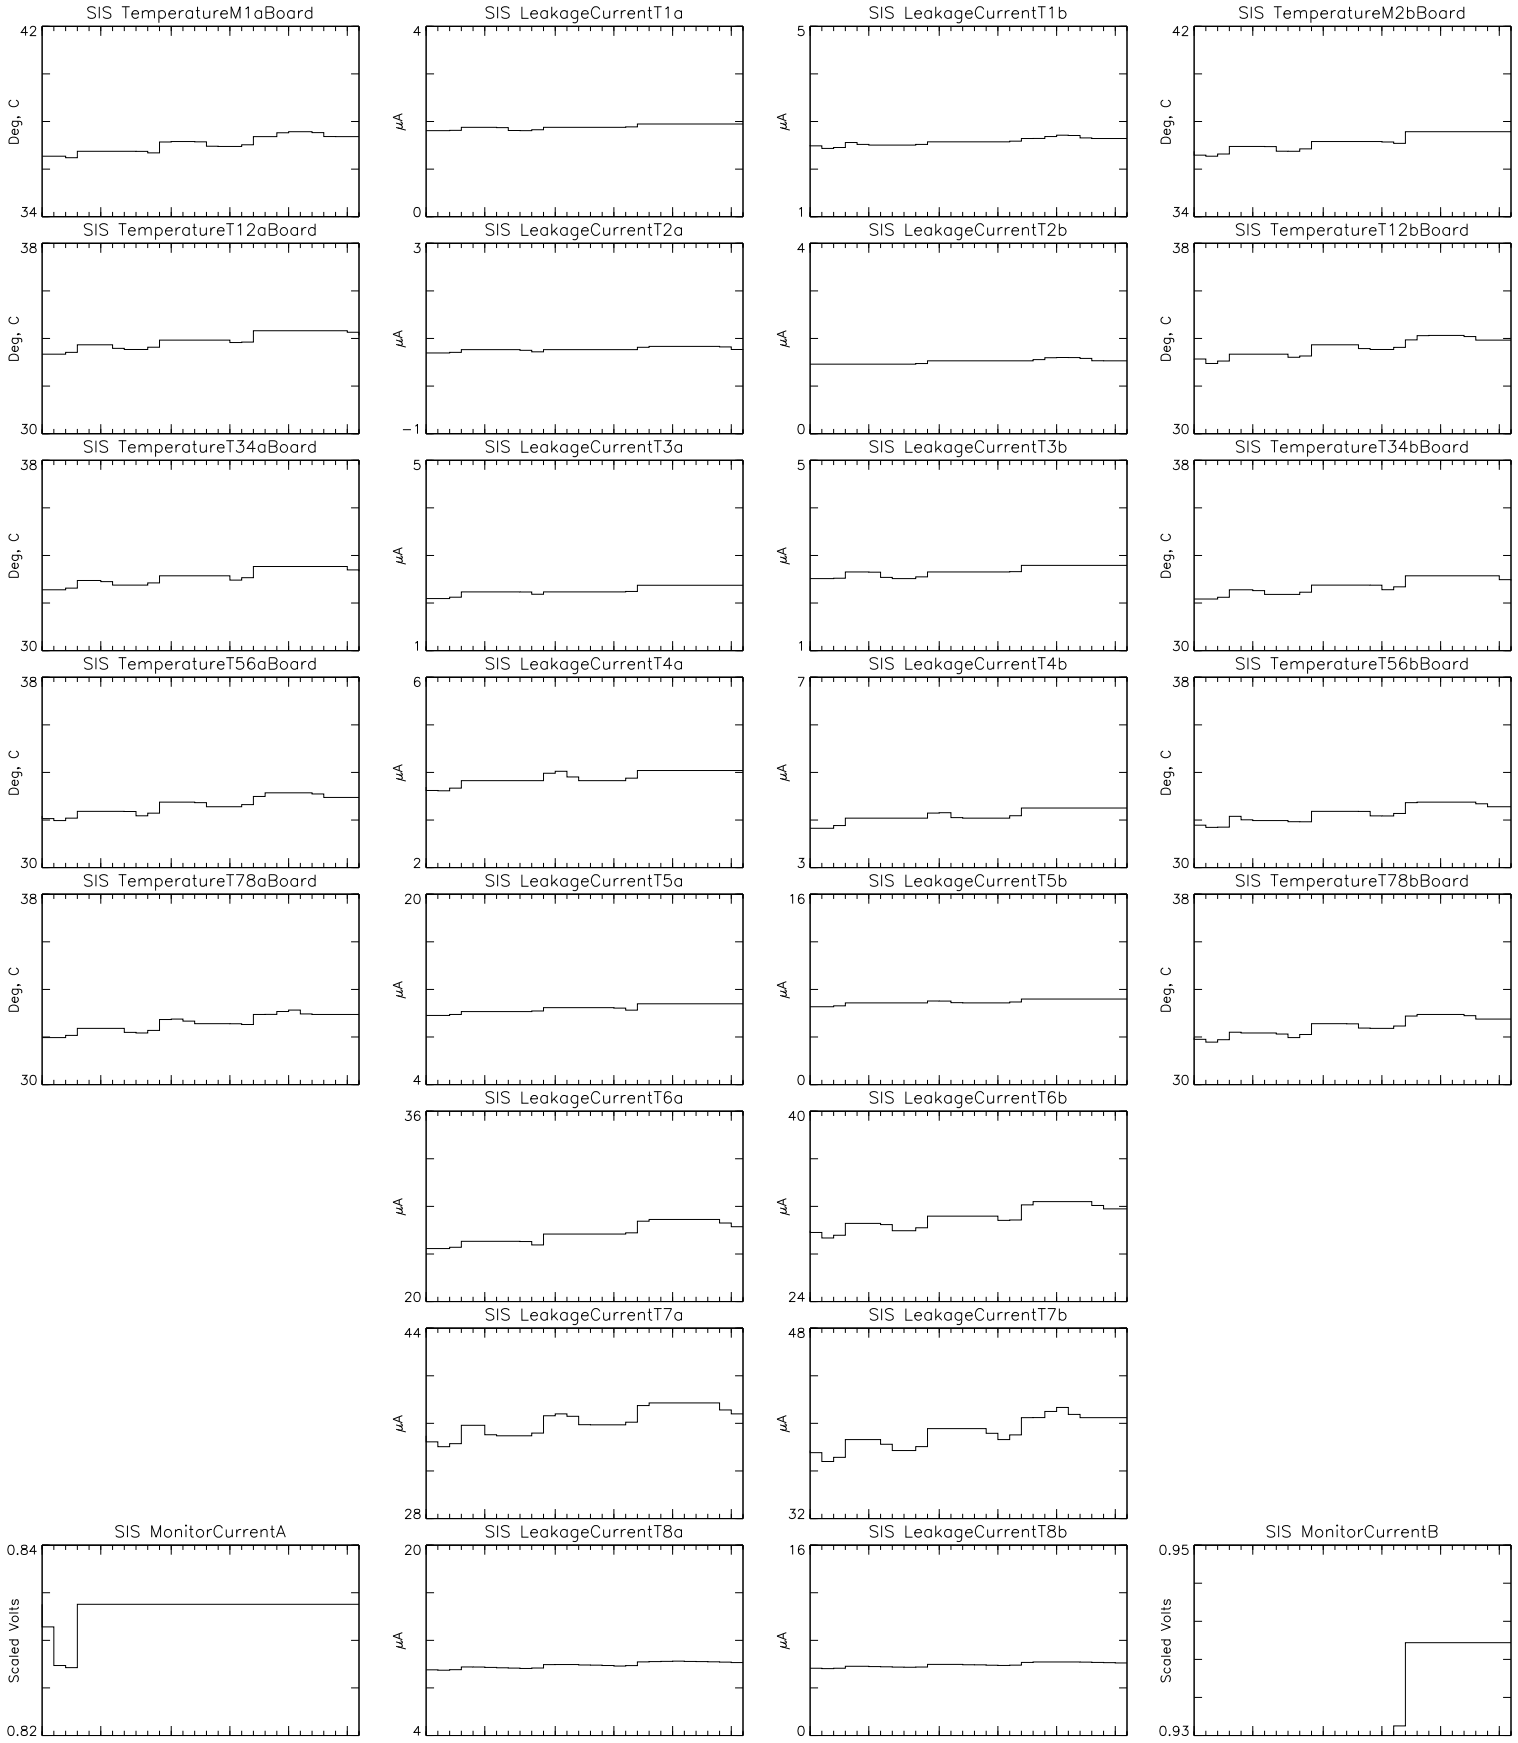 SIS TemperatureM1aBoard
42
Deg, C
34
SIS LeakageCurrentT1a
4
μA
0
SIS LeakageCurrentT1b
5
μA
1
SIS TemperatureM2bBoard
42
Deg, C
34
SIS TemperatureT12aBoard
38
Deg, C
30
SIS LeakageCurrentT2a
3
μA
-1
SIS LeakageCurrentT2b
4
μA
0
SIS TemperatureT12bBoard
38
Deg, C
30
SIS TemperatureT34aBoard
38
Deg, C
30
SIS LeakageCurrentT3a
5
μA
1
SIS LeakageCurrentT3b
5
μA
1
SIS TemperatureT34bBoard
38
Deg, C
30
SIS TemperatureT56aBoard
38
Deg, C
30
SIS LeakageCurrentT4a
6
μA
2
SIS LeakageCurrentT4b
7
μA
3
SIS TemperatureT56bBoard
38
Deg, C
30
SIS TemperatureT78aBoard
38
Deg, C
30
SIS LeakageCurrentT5a
20
μA
4
SIS LeakageCurrentT5b
16
μA
0
SIS TemperatureT78bBoard
38
Deg, C
30
SIS LeakageCurrentT6a
36
μA
20
SIS LeakageCurrentT6b
40
μA
24
SIS LeakageCurrentT7a
44
μA
28
SIS LeakageCurrentT7b
48
μA
32
SIS MonitorCurrentA
0.84
Scaled Volts
0.82
SIS LeakageCurrentT8a
20
μA
4
SIS LeakageCurrentT8b
16
μA
0
SIS MonitorCurrentB
0.95
Scaled Volts
0.93